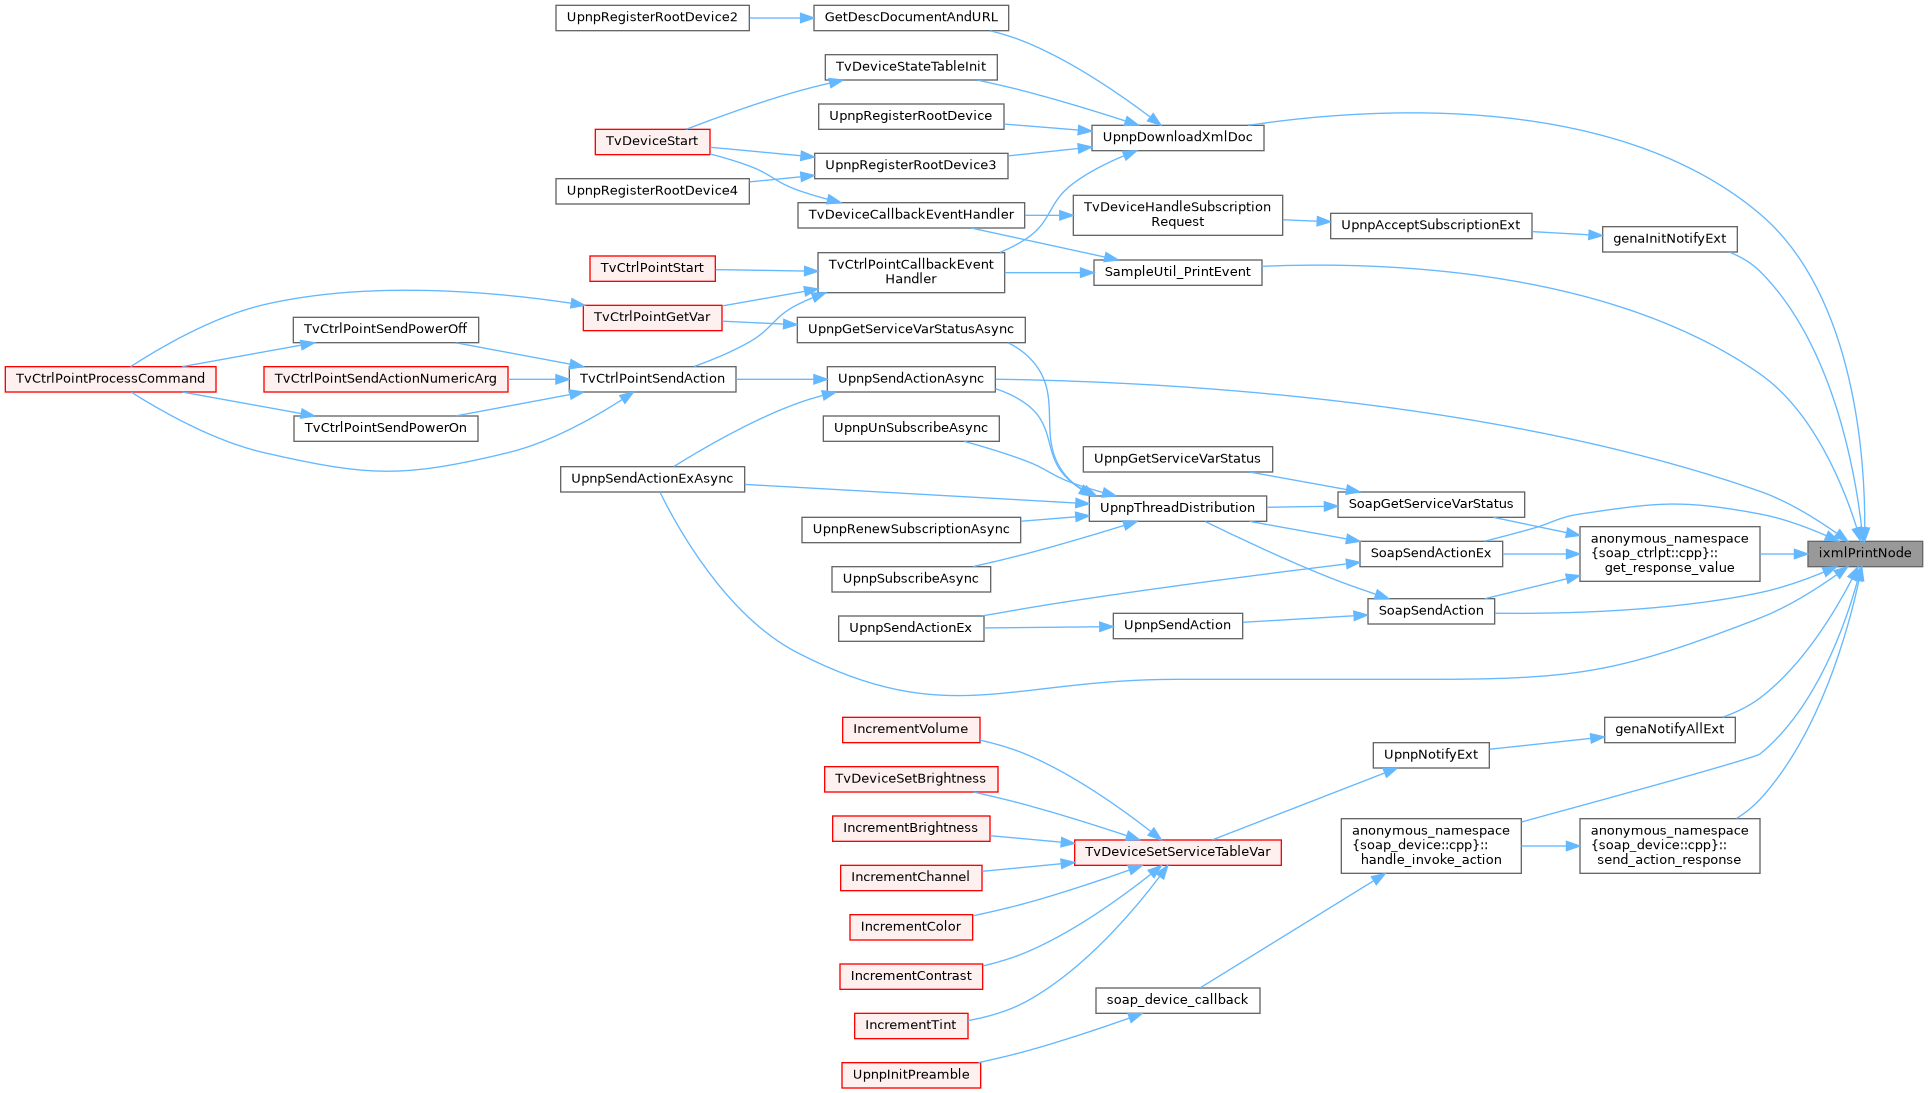 UpnpRegisterRootDevice2
GetDescDocumentAndURL
TvDeviceStateTableInit
UpnpRegisterRootDevice
TvDeviceStart
UpnpDownloadXmlDoc
UpnpRegisterRootDevice3
UpnpRegisterRootDevice4
TvDeviceCallbackEventHandler
TvDeviceHandleSubscription
Request
UpnpAcceptSubscriptionExt
genaInitNotifyExt
TvCtrlPointStart
TvCtrlPointCallbackEvent
Handler
SampleUtil_PrintEvent
TvCtrlPointGetVar
TvCtrlPointSendPowerOff
UpnpGetServiceVarStatusAsync
TvCtrlPointProcessCommand
TvCtrlPointSendActionNumericArg
TvCtrlPointSendAction
UpnpSendActionAsync
TvCtrlPointSendPowerOn
UpnpUnSubscribeAsync
UpnpGetServiceVarStatus
UpnpSendActionExAsync
UpnpThreadDistribution
SoapGetServiceVarStatus
UpnpRenewSubscriptionAsync
SoapSendActionEx
anonymous_namespace
{soap_ctrlpt::cpp}::
get_response_value
ixmlPrintNode
UpnpSubscribeAsync
SoapSendAction
UpnpSendActionEx
UpnpSendAction
IncrementVolume
genaNotifyAllExt
UpnpNotifyExt
TvDeviceSetBrightness
IncrementBrightness
TvDeviceSetServiceTableVar
anonymous_namespace
{soap_device::cpp}::
handle_invoke_action
anonymous_namespace
{soap_device::cpp}::
send_action_response
IncrementChannel
IncrementColor
IncrementContrast
soap_device_callback
IncrementTint
UpnpInitPreamble